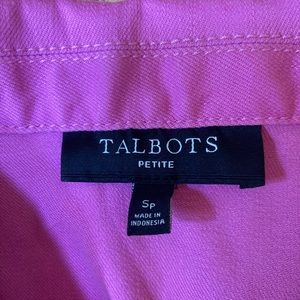 TALBOTS
PETITE
SP
MADE IN
INDONESIA